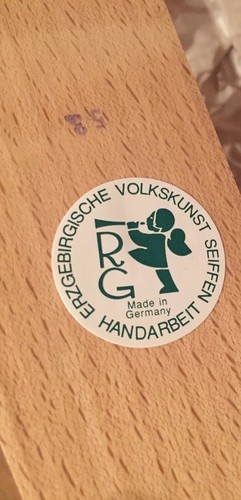 ERZGEBIRGISCHE VOLKSKUNST SEIFFEN
RG
Made in
Germany
HANDARBEIT